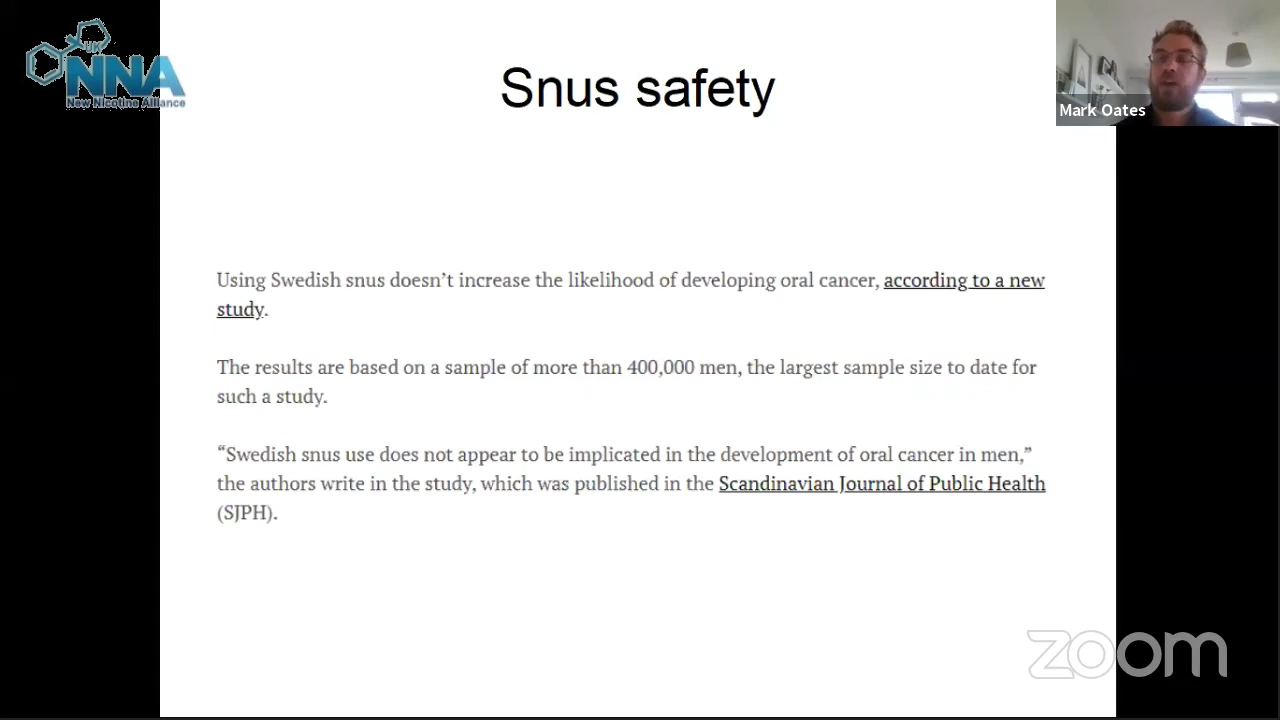 UK
NNA
New Nicotine Alliance
Snus safety
Mark Oates
Using Swedish snus doesn’t increase the likelihood of developing oral cancer, according to a new
study.
The results are based on a sample of more than 400,000 men, the largest sample size to date for
such a study.
“Swedish snus use does not appear to be implicated in the development of oral cancer in men,”
the authors write in the study, which was published in the Scandinavian Journal of Public Health
(SJPH).
zoom